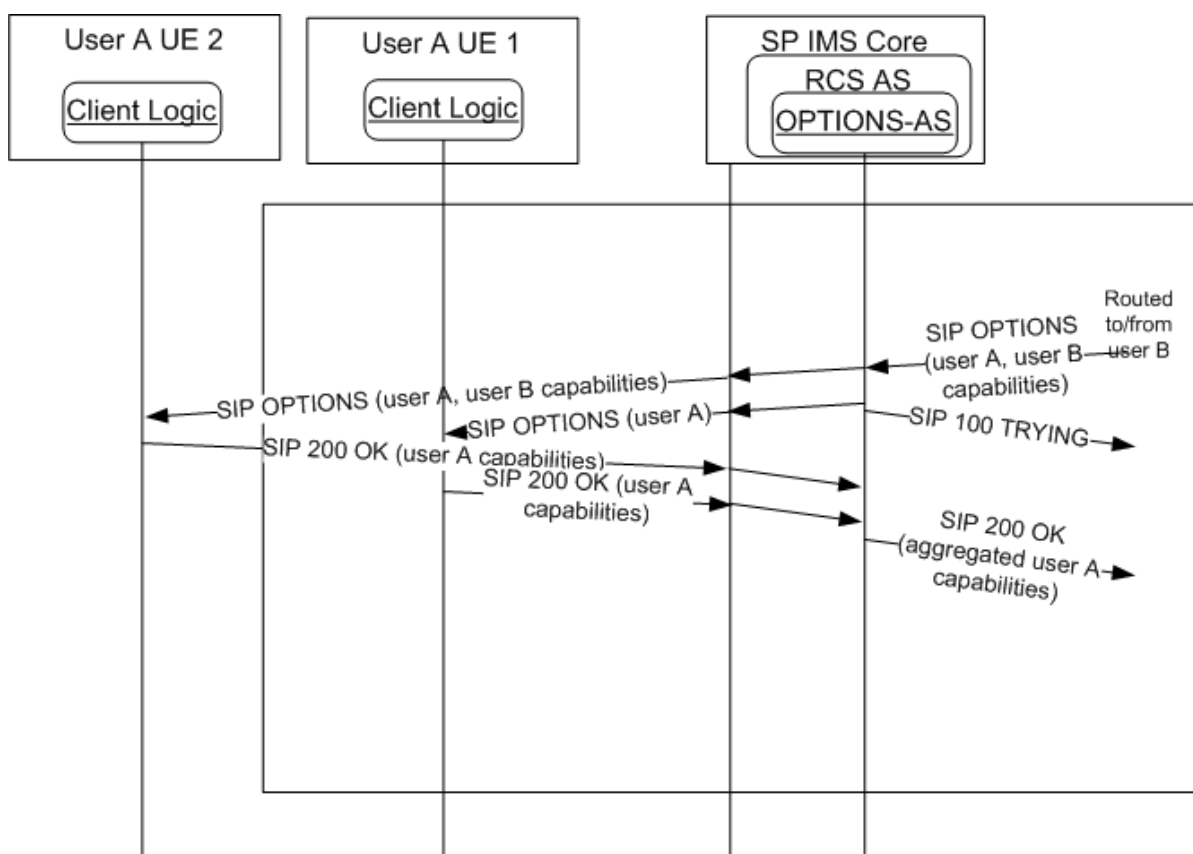 User A UE 2
Client Logic
User A UE 1
Client Logic
SP IMS Core
RCS AS
OPTIONS-AS
Routed
to/from
user B
SIP OPTIONS
(user A, user B
capabilities)
SIP OPTIONS (user A, user B capabilities)
SIP OPTIONS (user A)
SIP 100 TRYING
SIP 200 OK (user A capabilities)
SIP 200 OK (user A
capabilities)
SIP 200 OK
(aggregated user A
capabilities)